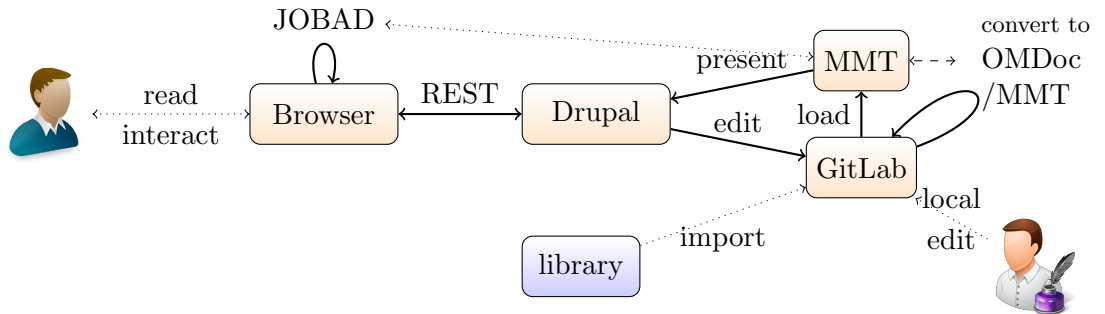 JOBAD
convert to
OMDoc
/MMT
present
MMT
read
interact
Browser
REST
Drupal
edit
load
GitLab
local
edit
import
library